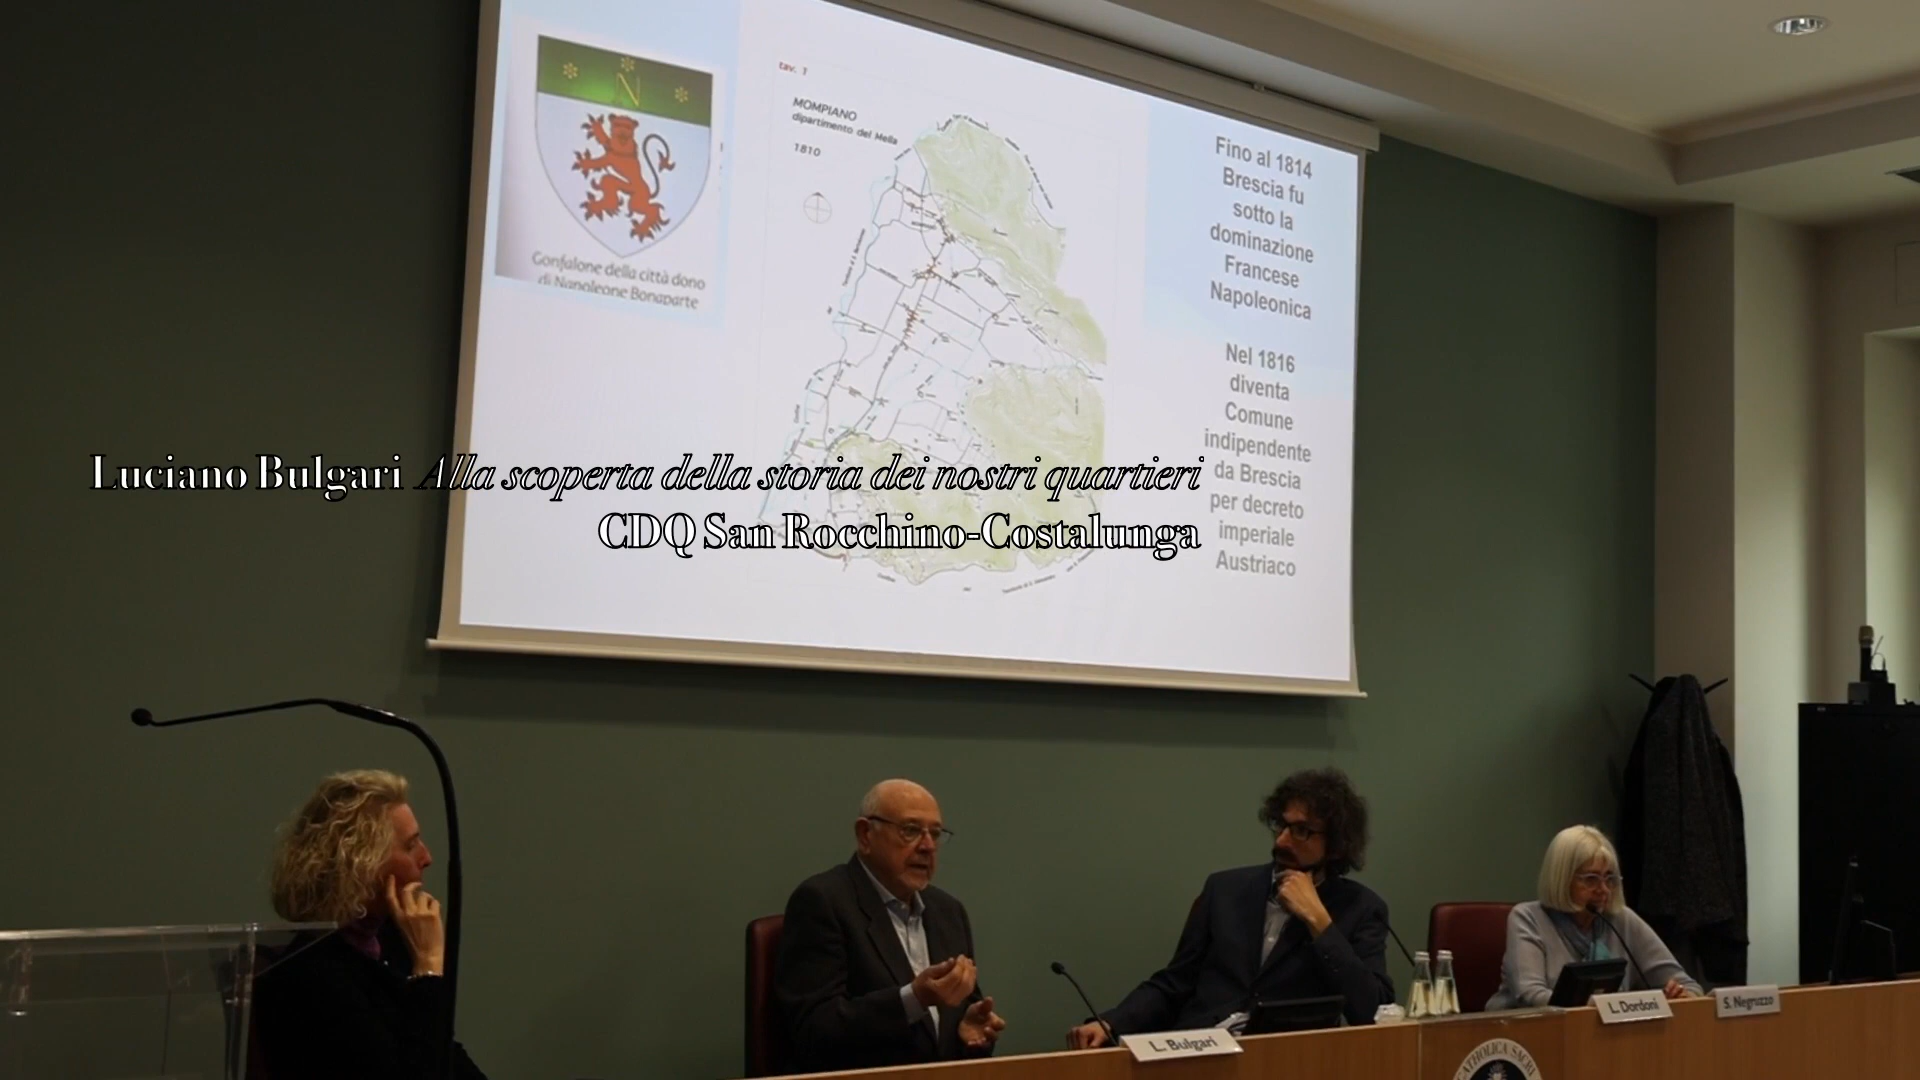 Gonfalone della città dono
di Napoleone Bonaparte
tav. 1
MOMPIANO
dipartimento del Mella
1810
Fino al 1814
Brescia fu
sotto la
dominazione
Francese
Napoleonica
Nel 1816
diventa
Comune
indipendente
da Brescia
per decreto
imperiale
Austriaco
N
Luciano Bulgari Alla scoperta della storia dei nostri quartieri
CDQ San Rocchino-Costalunga
L. Bulgari
L. Dordoni
S. Negruzzo